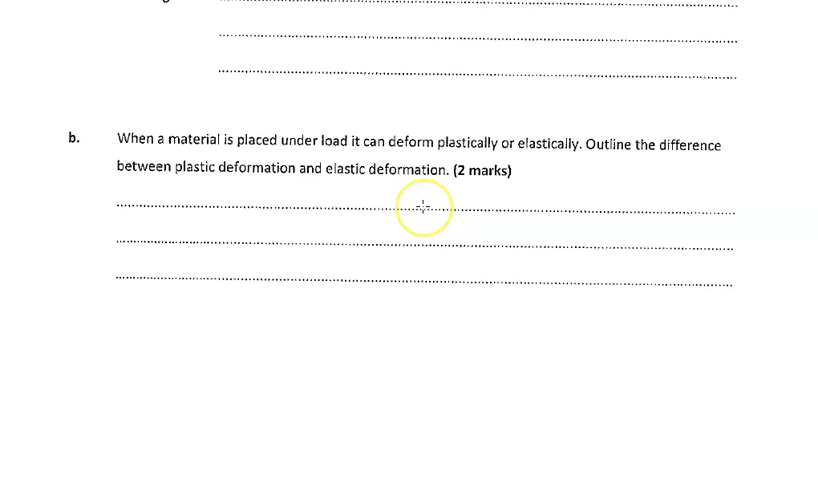 b. When a material is placed under load it can deform plastically or elastically. Outline the difference
between plastic deformation and elastic deformation. (2 marks)